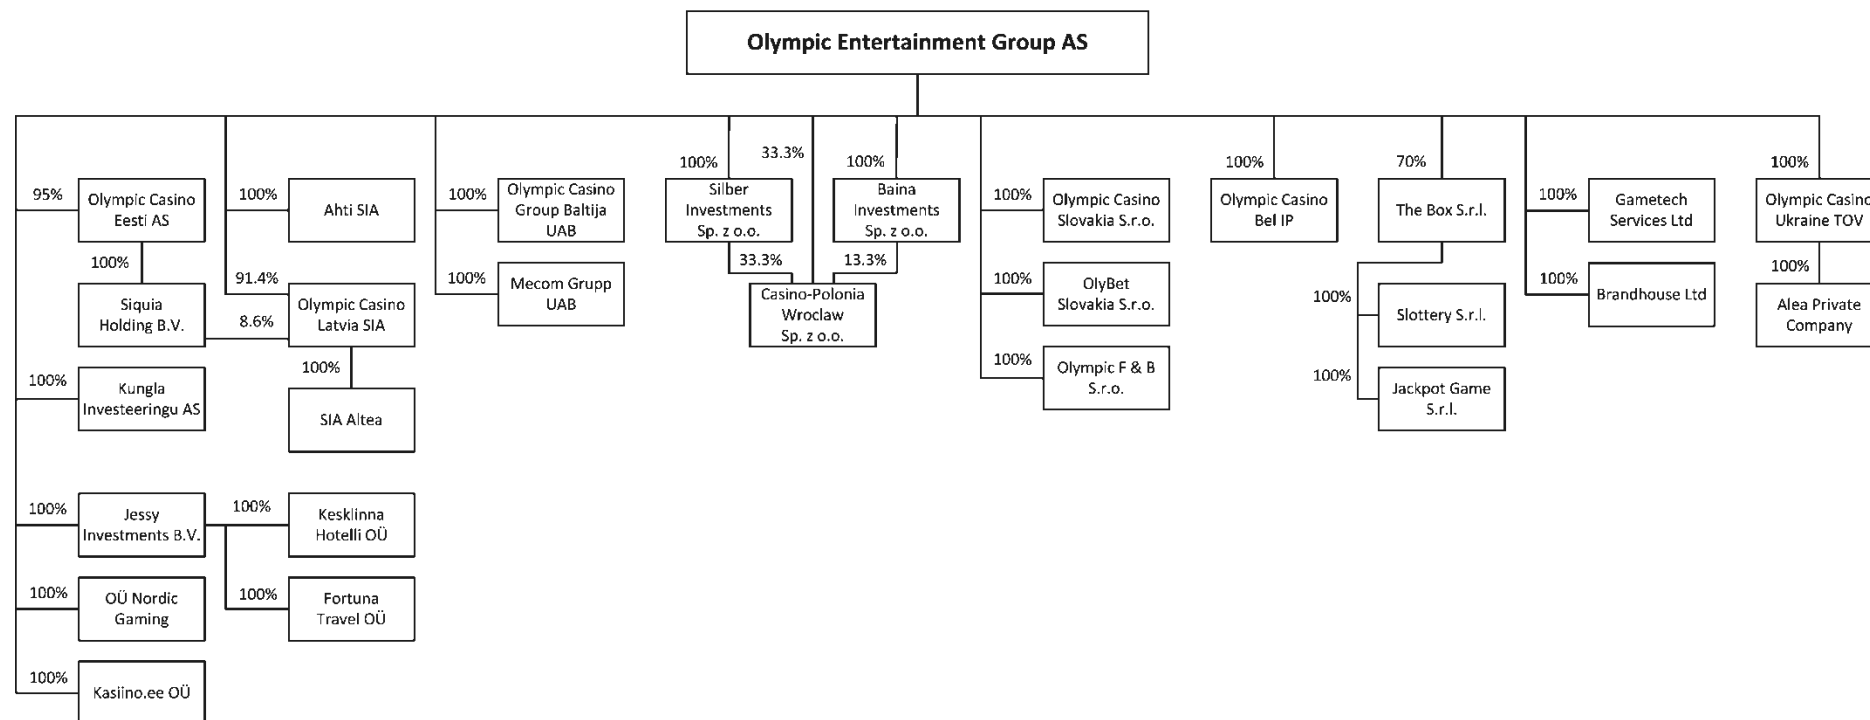 Olympic Entertainment Group AS
95%
Olympic Casino
Eesti AS
100%
Siquia
Holding B.V.
100%
Kungla
Investeeringu AS
100%
Jessy
Investments B.V.
100%
OÜ Nordic
Gaming
100%
Kasiino.ee OÜ
100%
Ahti SIA
91.4%
8.6%
Olympic Casino
Latvia SIA
100%
SIA Altea
100%
Kesklinna
Hotelli OÜ
100%
Fortuna
Travel OÜ
100%
Olympic Casino
Group Baltija
UAB
100%
Mecom Grupp
UAB
100%
Silber
Investments
Sp. z o.o.
33.3%
33.3%
100%
Baina
Investments
Sp. z o.o.
13.3%
Casino-Polonia
Wroclaw
Sp. z o.o.
100%
Olympic Casino
Slovakia S.r.o.
100%
OlyBet
Slovakia S.r.o.
100%
Olympic F & B
S.r.o.
100%
Olympic Casino
Bel IP
70%
The Box S.r.l.
100%
Slottery S.r.l.
100%
Jackpot Game
S.r.l.
100%
Gametech
Services Ltd
100%
Brandhouse Ltd
100%
Olympic Casino
Ukraine TOV
100%
Alea Private
Company